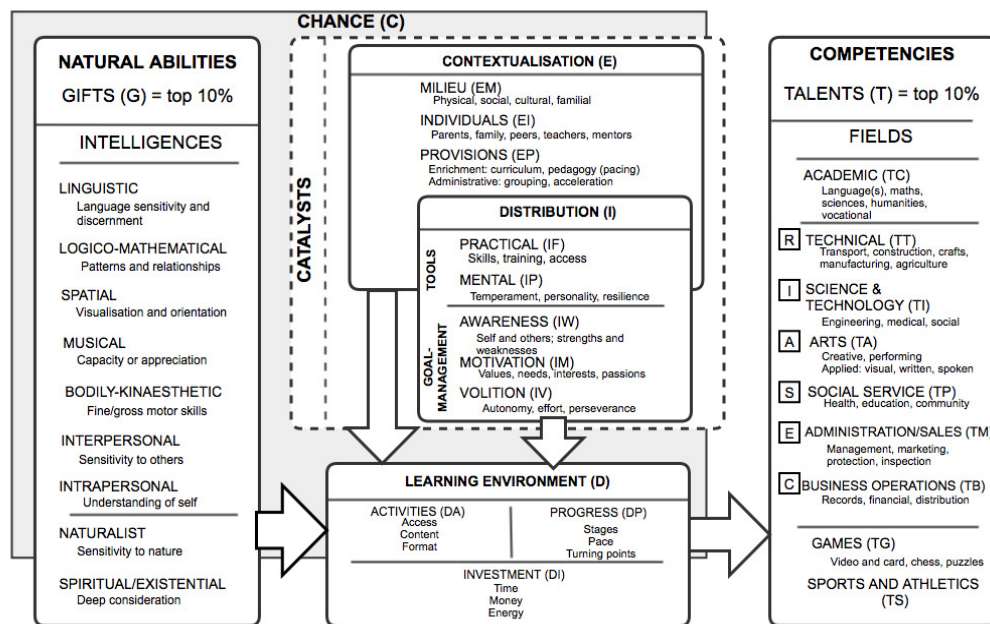 CHANCE (C)
NATURAL ABILITIES
GIFTS (G) = top 10%
INTELLIGENCES
LINGUISTIC
Language sensitivity and
discernment
LOGICO-MATHEMATICAL
Patterns and relationships
SPATIAL
Visualisation and orientation
MUSICAL
Capacity or appreciation
BODILY-KINAESTHETIC
Fine/gross motor skills
INTERPERSONAL
Sensitivity to others
INTRAPERSONAL
Understanding of self
NATURALIST
Sensitivity to nature
SPIRITUAL/EXISTENTIAL
Deep consideration
CATALYSTS
CONTEXTUALISATION (E)
MILIEU (EM)
Physical, social, cultural, familial
INDIVIDUALS (EI)
Parents, family, peers, teachers, mentors
PROVISIONS (EP)
Enrichment: curriculum, pedagogy (pacing)
Administrative: grouping, acceleration
DISTRIBUTION (I)
TOOLS
PRACTICAL (IF)
Skills, training, access
MENTAL (IP)
Temperament, personality, resilience
GOAL-
MANAGEMENT
AWARENESS (IW)
Self and others; strengths and
weaknesses
MOTIVATION (IM)
Values, needs, interests, passions
VOLITION (IV)
Autonomy, effort, perseverance
LEARNING ENVIRONMENT (D)
ACTIVITIES (DA)
Access
Content
Format
PROGRESS (DP)
Stages
Pace
Turning points
INVESTMENT (DI)
Time
Money
Energy
COMPETENCIES
TALENTS (T) = top 10%
FIELDS
ACADEMIC (TC)
Language(s), maths,
sciences, humanities,
vocational
R TECHNICAL (TT)
Transport, construction, crafts,
manufacturing, agriculture
I SCIENCE &
TECHNOLOGY (TI)
Engineering, medical, social
A ARTS (TA)
Creative, performing
Applied: visual, written, spoken
S SOCIAL SERVICE (TP)
Health, education, community
E ADMINISTRATION/SALES (TM)
Management, marketing,
protection, inspection
C BUSINESS OPERATIONS (TB)
Records, financial, distribution
GAMES (TG)
Video and card, chess, puzzles
SPORTS AND ATHLETICS
(TS)